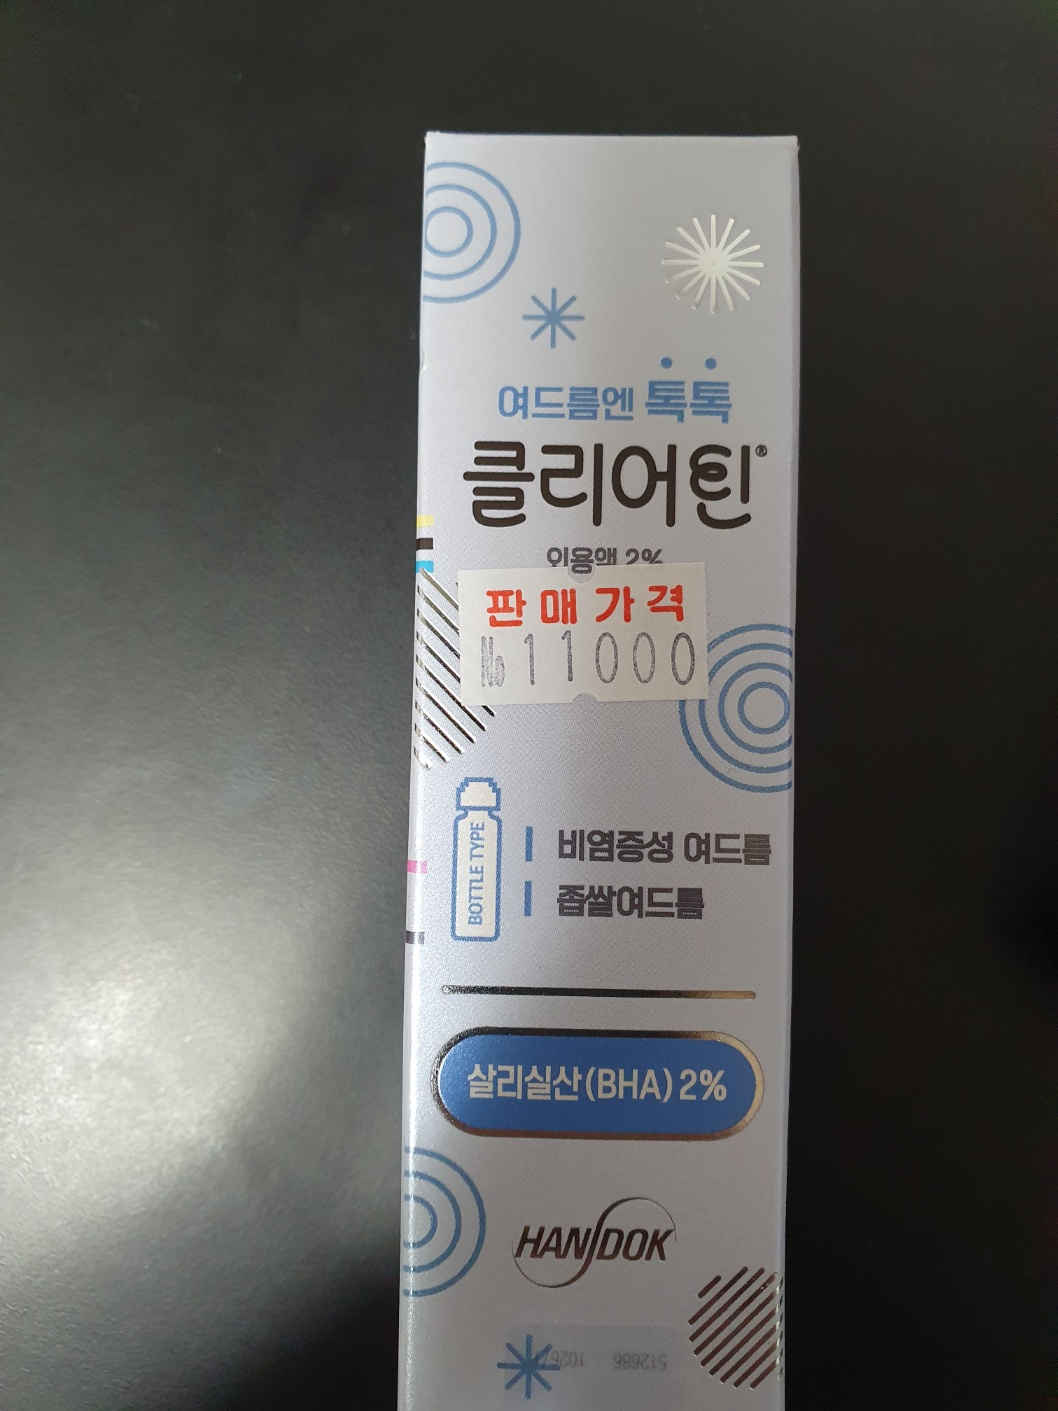 여드름엔 톡톡
클리어틴®
외용액 2%
판매가격
₩11000
BOTTLE TYPE
비염증성 여드름
좁쌀여드름
살리실산(BHA) 2%
HANDOK
512686